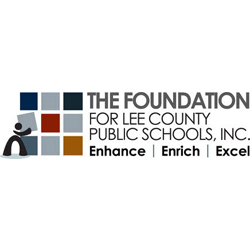 THE FOUNDATION
FOR LEE COUNTY
PUBLIC SCHOOLS, INC.
Enhance | Enrich | Excel